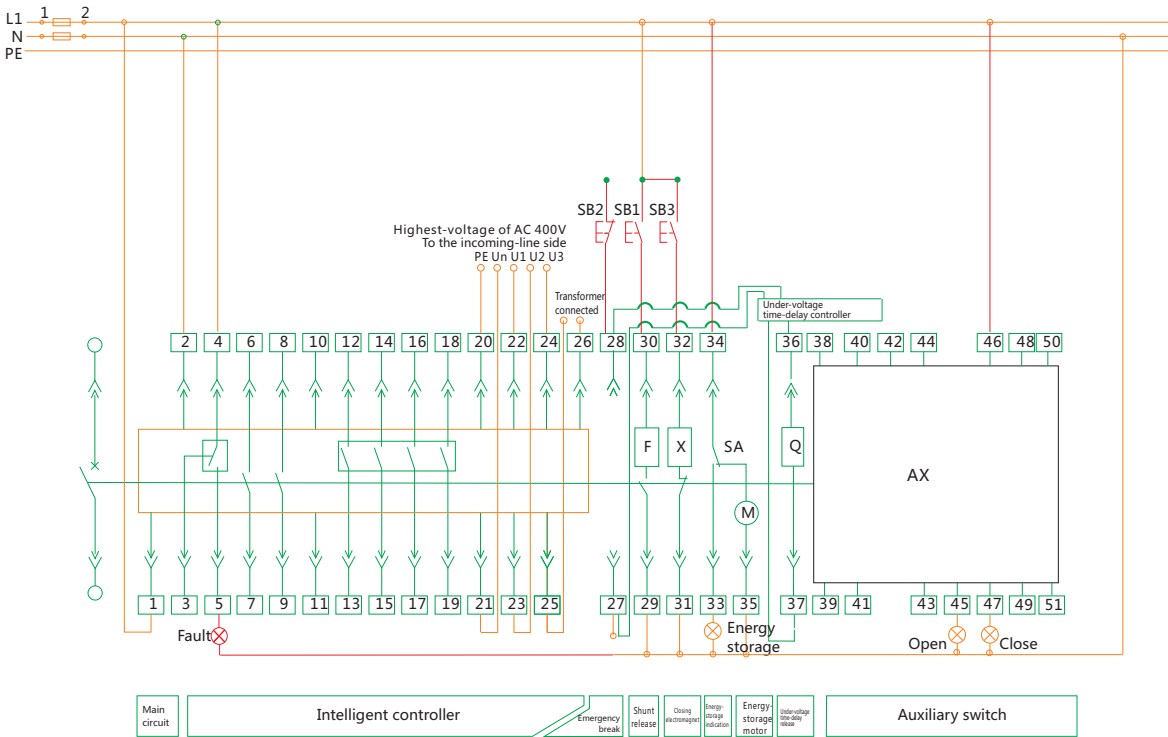 L1 1 2
N
PE
SB2 SB1 SB3
Highest-voltage of AC 400V
To the incoming-line side
PE Un U1 U2 U3
Transformer
connected
Under-voltage
time-delay controller
2 4 6 8 10 12 14 16 18 20 22 24 26 28 30 32 34 36 38 40 42 44 46 48 50
F X SA Q
AX
M
1 3 5 7 9 11 13 15 17 19 21 23 25 27 29 31 33 35 37 39 41 43 45 47 49 51
Fault
Energy
storage
Open Close
Main
circuit
Intelligent controller
Emergency
break
Shunt
release
Closing
electromagnet
Energy-
storage
indication
Energy-
storage
motor
Under-voltage
time-delay
release
Auxiliary switch